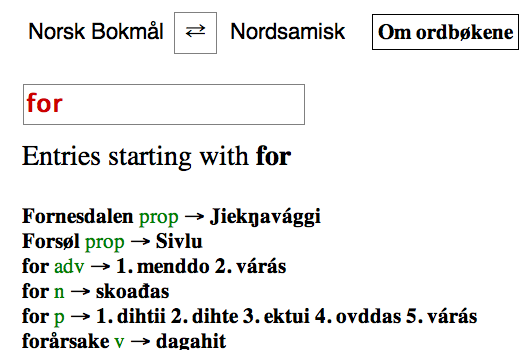 Norsk Bokmål ⇄ Nordsamisk Om ordbøkene
for
Entries starting with for
Fornesdalen prop → Jiekŋavággi
Forsøl prop → Sivlu
for adv → 1. menddo 2. várás
for n → skoađas
for p → 1. dihtii 2. dihte 3. ektui 4. ovddas 5. várás
forårsake v → dagahit